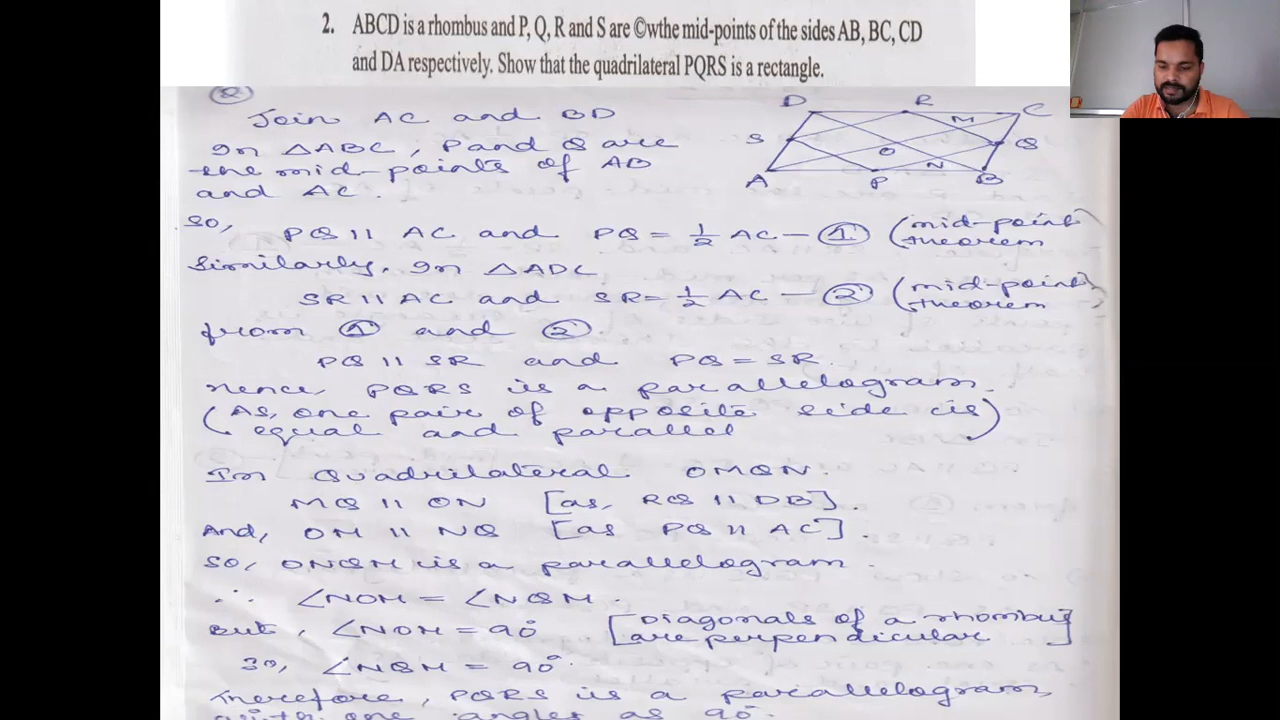 2. ABCD is a rhombus and P, Q, R and S are ©wthe mid-points of the sides AB, BC, CD
and DA respectively. Show that the quadrilateral PQRS is a rectangle.
②
Join AC and BD
In △ABC, P and Q are
the mid-points of AB
and AC.
D R C
M
S O Q
N
A P B
So,
PQ || AC and PQ = 1/2 AC — ① (mid-point
theorem
Similarly, In △ADC
SR || AC and SR = 1/2 AC — ② (mid-point)
theorem
from ① and ②
PQ || SR and PQ = SR.
hence, PQRS is a parallelogram.
(As, one pair of opposite side is)
equal and parallel
In Quadrilateral OMQN.
MQ || ON [as, RQ || DB].
And, OM || NQ [as PQ || AC].
So, ONQM is a parallelogram.
∴ ∠NOM = ∠NQM.
But, ∠NOM = 90° [Diagonals of a rhombus]
are perpendicular
So, ∠NQM = 90°.
Therefore, PQRS is a parallelogram,
with one angles as 90°.